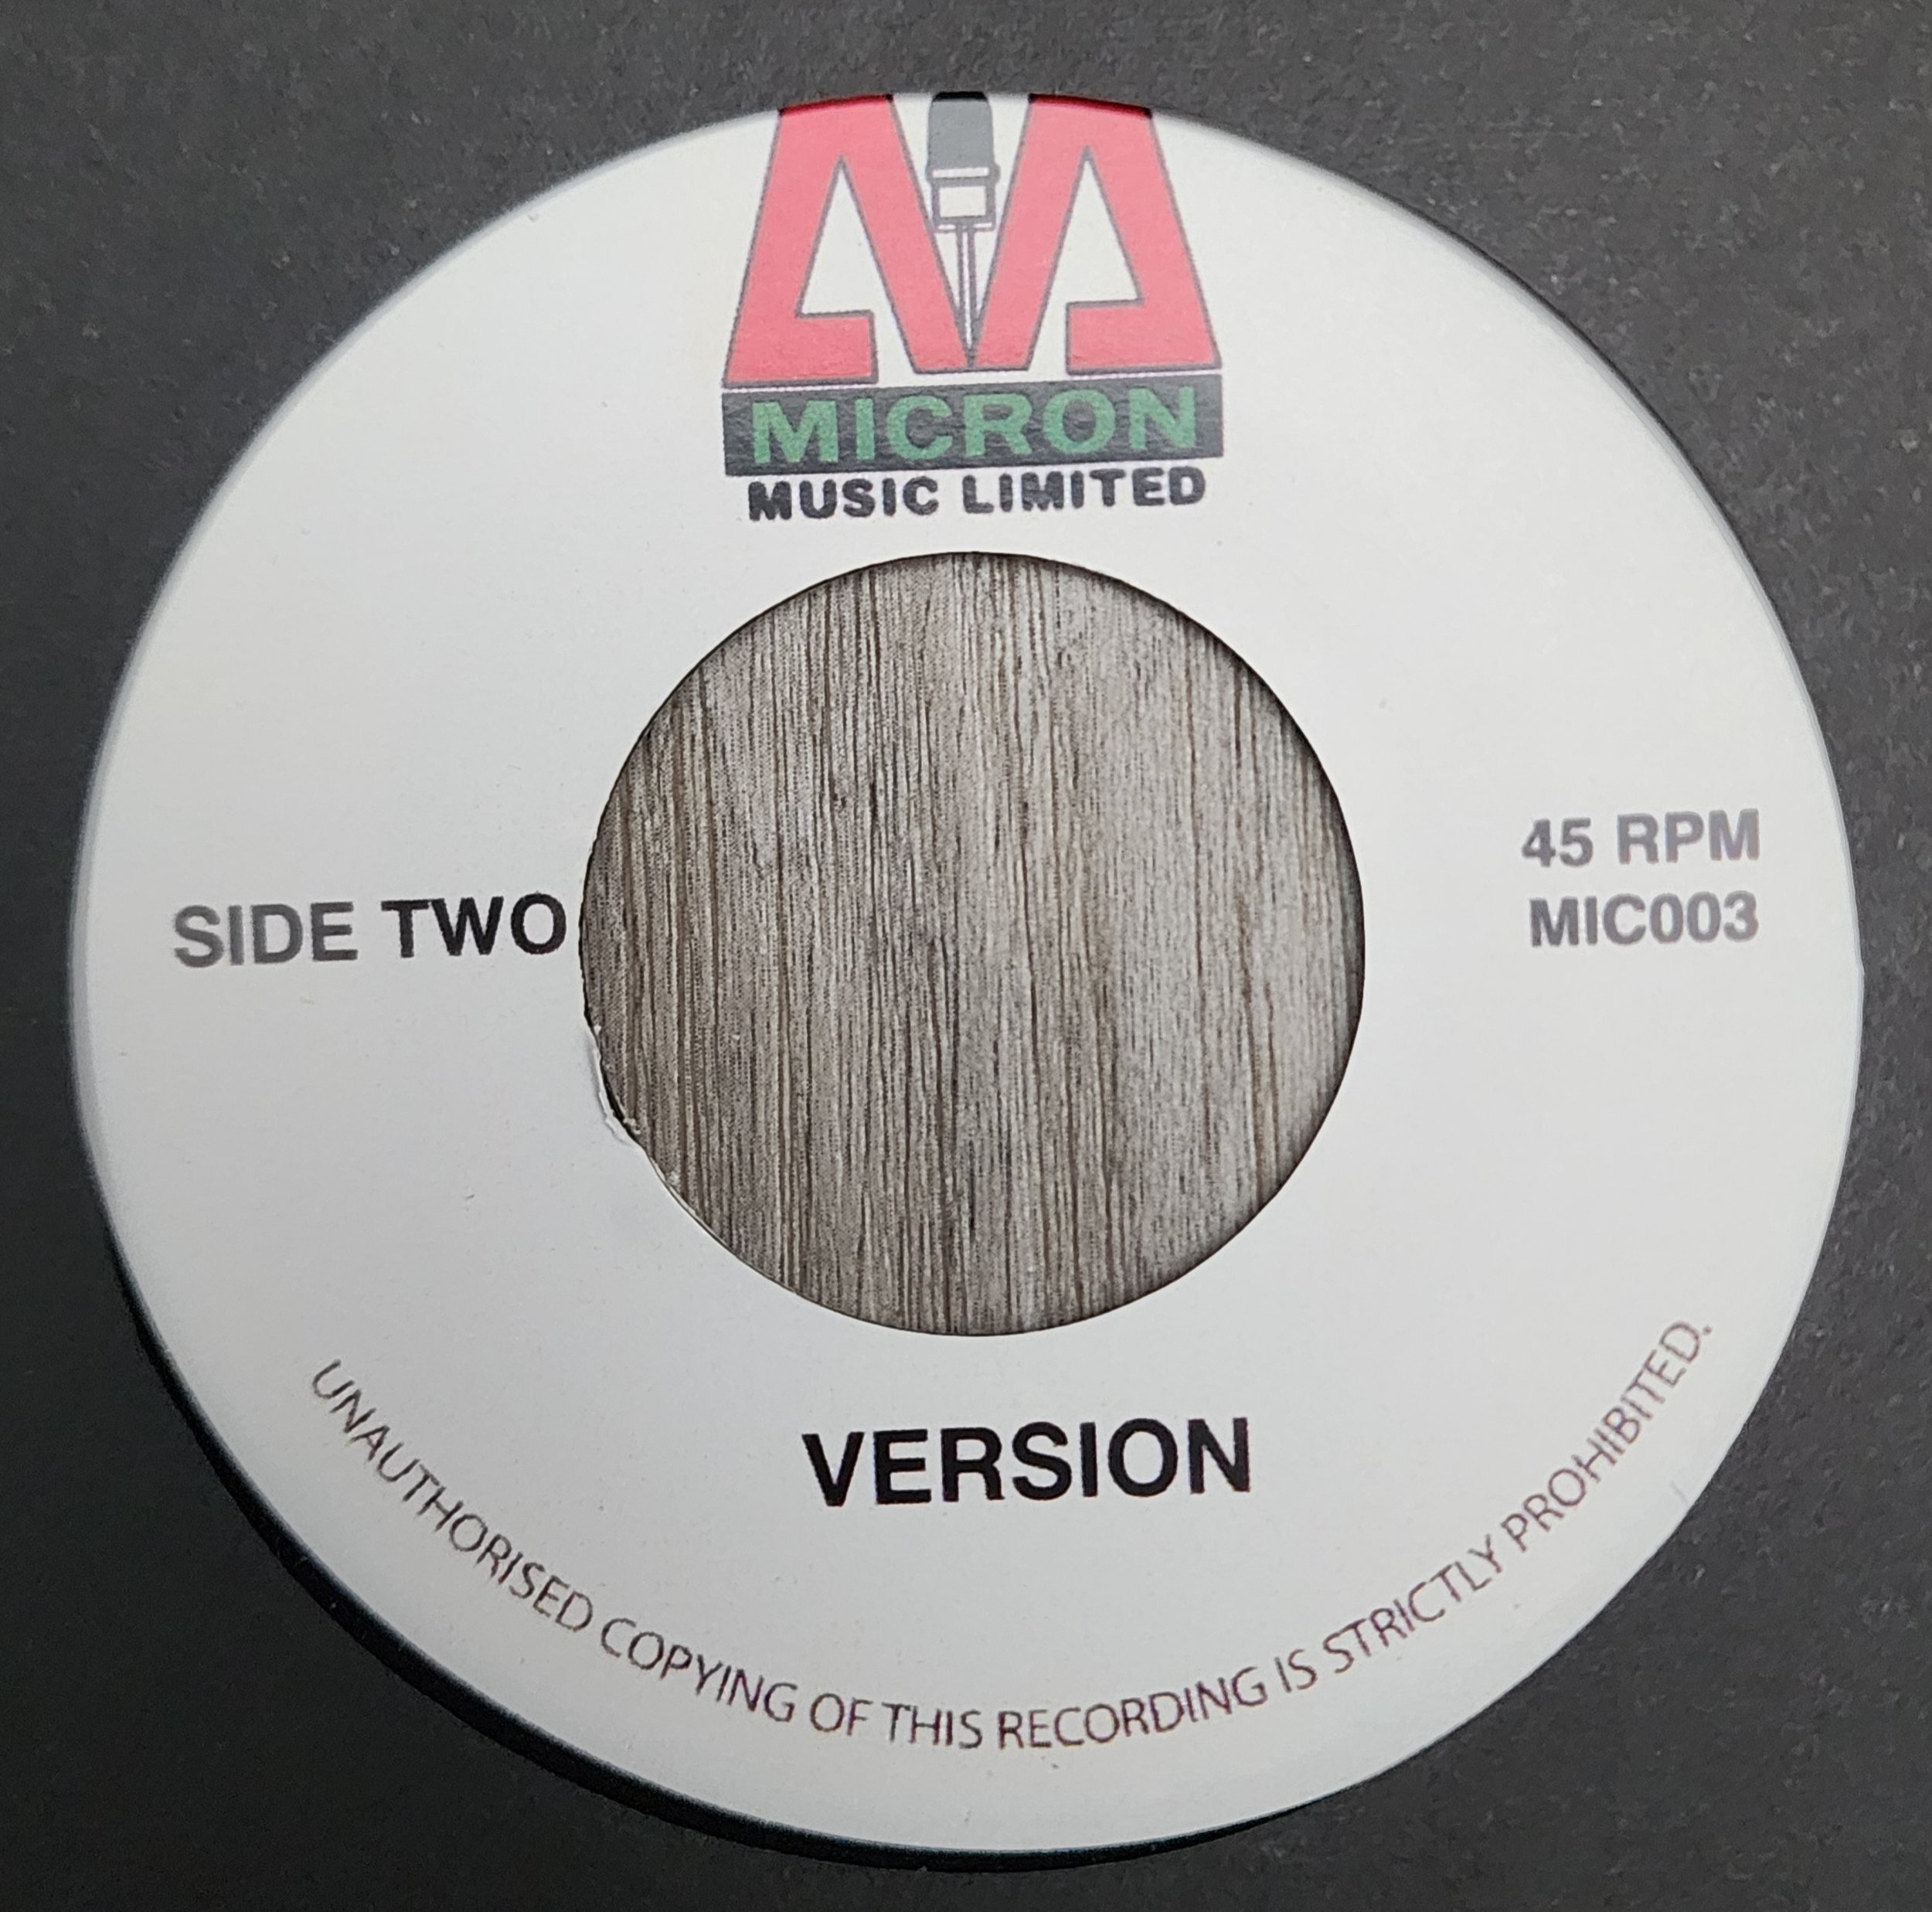 MICRON
MUSIC LIMITED
SIDE TWO
45 RPM
MIC003
VERSION
UNAUTHORISED COPYING OF THIS RECORDING IS STRICTLY PROHIBITED.